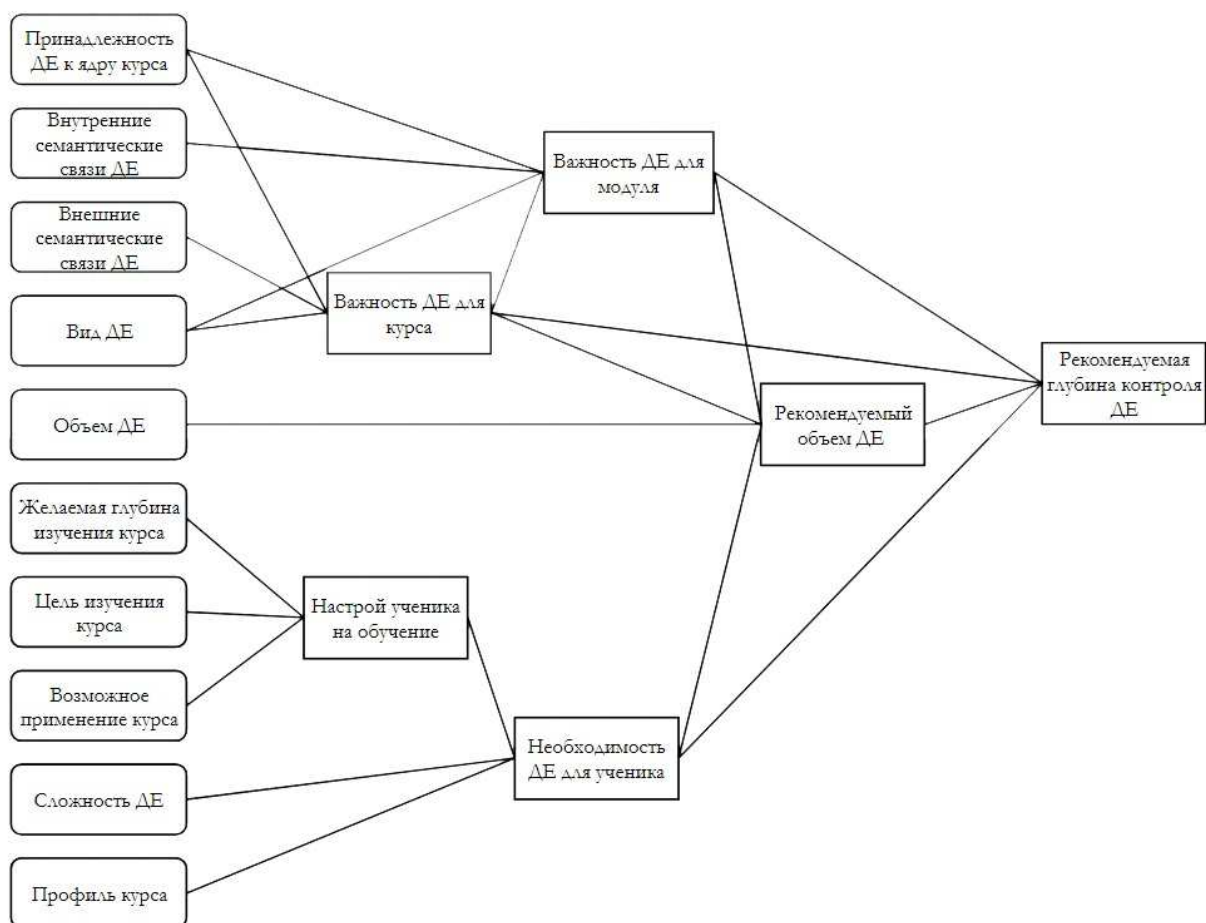 Принадлежность
ДЕ к ядру курса
Внутренние
семантические
связи ДЕ
Внешние
семантические
связи ДЕ
Вид ДЕ
Объем ДЕ
Желаемая глубина
изучения курса
Цель изучения
курса
Возможное
применение курса
Сложность ДЕ
Профиль курса
Важность ДЕ для
модуля
Важность ДЕ для
курса
Настрой ученика
на обучение
Необходимость
ДЕ для ученика
Рекомендуемый
объем ДЕ
Рекомендуемая
глубина контроля
ДЕ